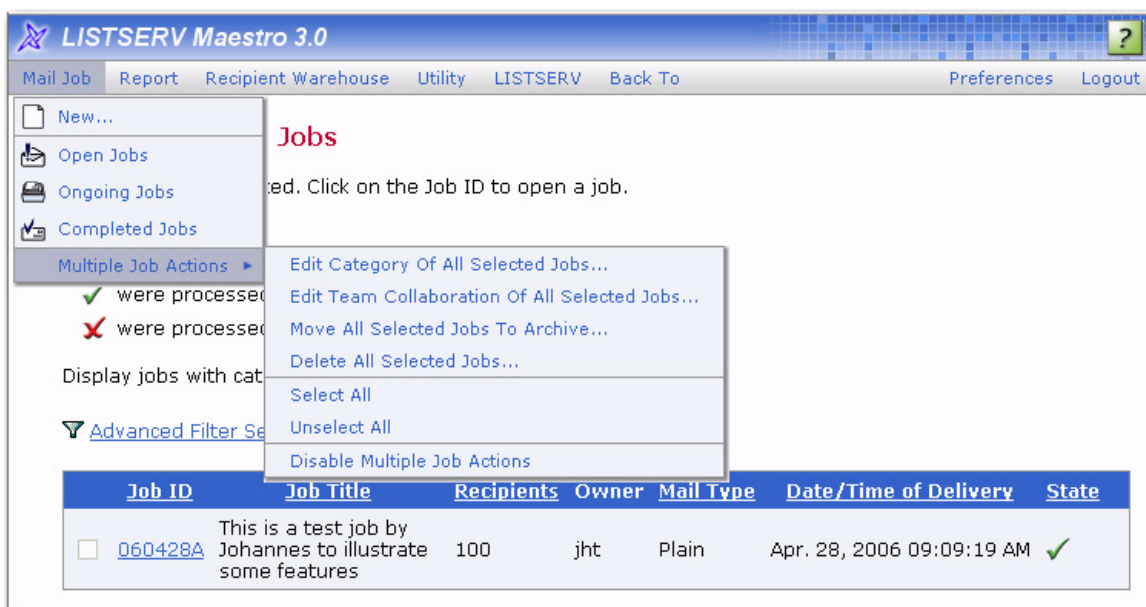 LISTSERV Maestro 3.0
?
Mail Job Report Recipient Warehouse Utility LISTSERV Back To Preferences Logout
New...
Jobs
Open Jobs
Ongoing Jobs
ted. Click on the Job ID to open a job.
Completed Jobs
Multiple Job Actions
Edit Category Of All Selected Jobs...
were processed
Edit Team Collaboration Of All Selected Jobs...
were processed
Move All Selected Jobs To Archive...
Delete All Selected Jobs...
Display jobs with cat
Select All
Advanced Filter Se
Unselect All
Disable Multiple Job Actions
Job ID Job Title Recipients Owner Mail Type Date/Time of Delivery State
060428A This is a test job by 100 jht Plain Apr. 28, 2006 09:09:19 AM
Johannes to illustrate
some features